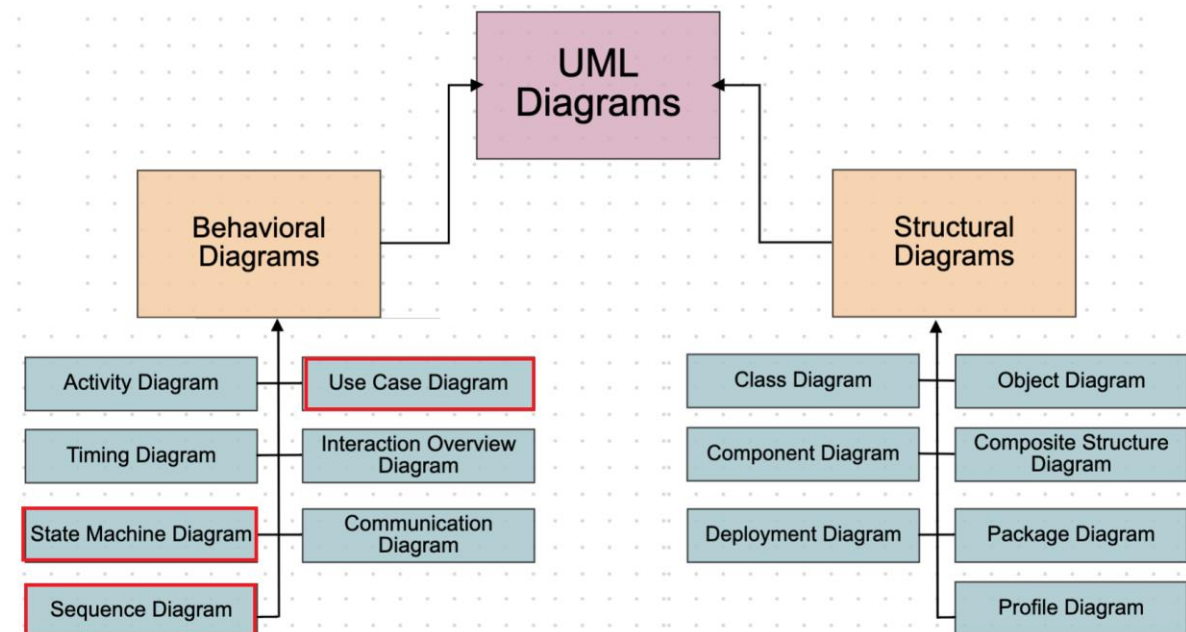 UML
Diagrams
Behavioral
Diagrams
Structural
Diagrams
Activity Diagram
Use Case Diagram
Timing Diagram
Interaction Overview
Diagram
State Machine Diagram
Communication
Diagram
Sequence Diagram
Class Diagram
Object Diagram
Component Diagram
Composite Structure
Diagram
Deployment Diagram
Package Diagram
Profile Diagram